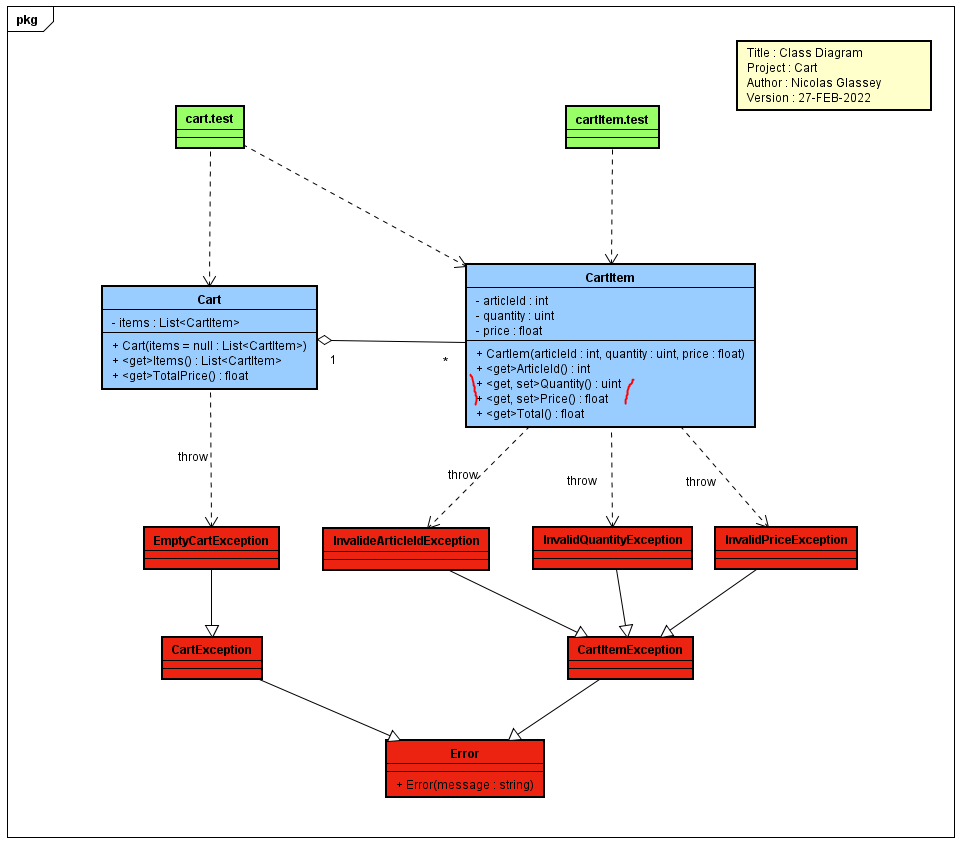 pkg
Title : Class Diagram
Project : Cart
Author : Nicolas Glassey
Version : 27-FEB-2022
cart.test
cartItem.test
CartItem
- articleId : int
- quantity : uint
- price : float
+ CartIem(articleId : int, quantity : uint, price : float)
+ <get>ArticleId() : int
+ <get, set>Quantity() : uint
+ <get, set>Price() : float
+ <get>Total() : float
Cart
- items : List<CartItem>
+ Cart(items = null : List<CartItem>)
+ <get>Items() : List<CartItem>
+ <get>TotalPrice() : float
1
*
throw
throw
throw
throw
EmptyCartException
InvalideArticleIdException
InvalidQuantityException
InvalidPriceException
CartException
CartItemException
Error
+ Error(message : string)